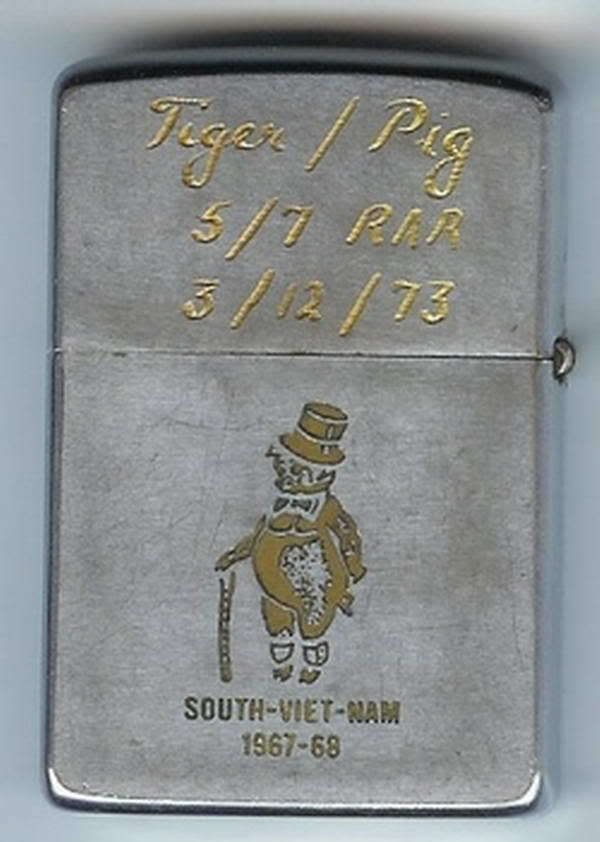 Tiger / Pig
5/7 RAR
3/12/73
SOUTH-VIET-NAM
1967-68